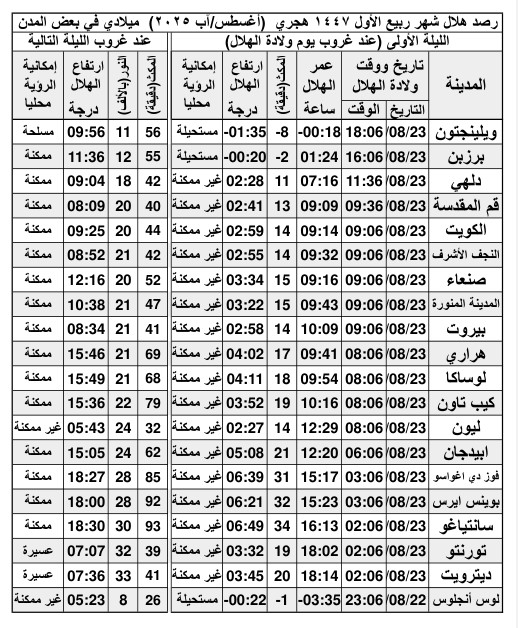 رصد هلال شهر ربيع الأول ١٤٤٧ هجري (أغسطس/آب ٢٠٢٥) ميلادي في بعض المدن
الليلة الأولى (عند غروب يوم ولادة الهلال) عند غروب الليلة التالية
المدينة تاريخ ووقت ولادة الهلال عمر الهلال ساعة المكث(دقيقة) ارتفاع الهلال درجة إمكانية الرؤية محليا المكث(دقيقة) النور(بالألف) ارتفاع الهلال درجة إمكانية الرؤية محليا
التاريخ الوقت
ويلينجتون 08/23/ 18:06 00:18- 8- 01:35- مستحيلة 56 11 09:56 مسلحة
برزبن 08/23/ 16:06 01:24 2- 00:20- مستحيلة 55 12 11:36 ممكنة
دلهي 08/23/ 11:36 07:16 11 02:28 غير ممكنة 42 18 09:04 ممكنة
قم المقدسة 08/23/ 09:36 09:09 13 02:41 غير ممكنة 40 20 08:09 ممكنة
الكويت 08/23/ 09:06 09:14 14 02:59 غير ممكنة 44 20 09:25 ممكنة
النجف الأشرف 08/23/ 09:06 09:32 14 02:55 غير ممكنة 42 21 08:52 ممكنة
صنعاء 08/23/ 09:06 09:16 15 03:34 غير ممكنة 52 20 12:16 ممكنة
المدينة المنورة 08/23/ 09:06 09:43 15 03:22 غير ممكنة 47 21 10:38 ممكنة
بيروت 08/23/ 09:06 10:09 14 02:58 غير ممكنة 41 21 08:34 ممكنة
هراري 08/23/ 08:06 09:41 17 04:02 غير ممكنة 69 21 15:46 ممكنة
لوساكا 08/23/ 08:06 09:54 18 04:11 غير ممكنة 68 21 15:49 ممكنة
كيب تاون 08/23/ 08:06 10:16 19 03:52 غير ممكنة 79 22 15:36 ممكنة
ليون 08/23/ 08:06 12:29 14 02:27 غير ممكنة 32 24 05:43 غير ممكنة
ابيدجان 08/23/ 06:06 12:20 21 05:08 غير ممكنة 62 24 15:05 ممكنة
فوز دي اغواسو 08/23/ 03:06 15:17 31 06:39 غير ممكنة 85 28 18:27 ممكنة
بوينس ايرس 08/23/ 03:06 15:23 32 06:21 غير ممكنة 92 28 18:00 ممكنة
سانتياغو 08/23/ 02:06 16:13 34 06:49 غير ممكنة 93 30 18:30 ممكنة
تورنتو 08/23/ 02:06 18:02 19 03:32 غير ممكنة 39 32 07:07 عسيرة
ديترويت 08/23/ 02:06 18:14 20 03:45 غير ممكنة 41 33 07:36 عسيرة
لوس أنجلوس 08/22/ 23:06 03:35- 1- 00:22- مستحيلة 26 8 05:23 غير ممكنة